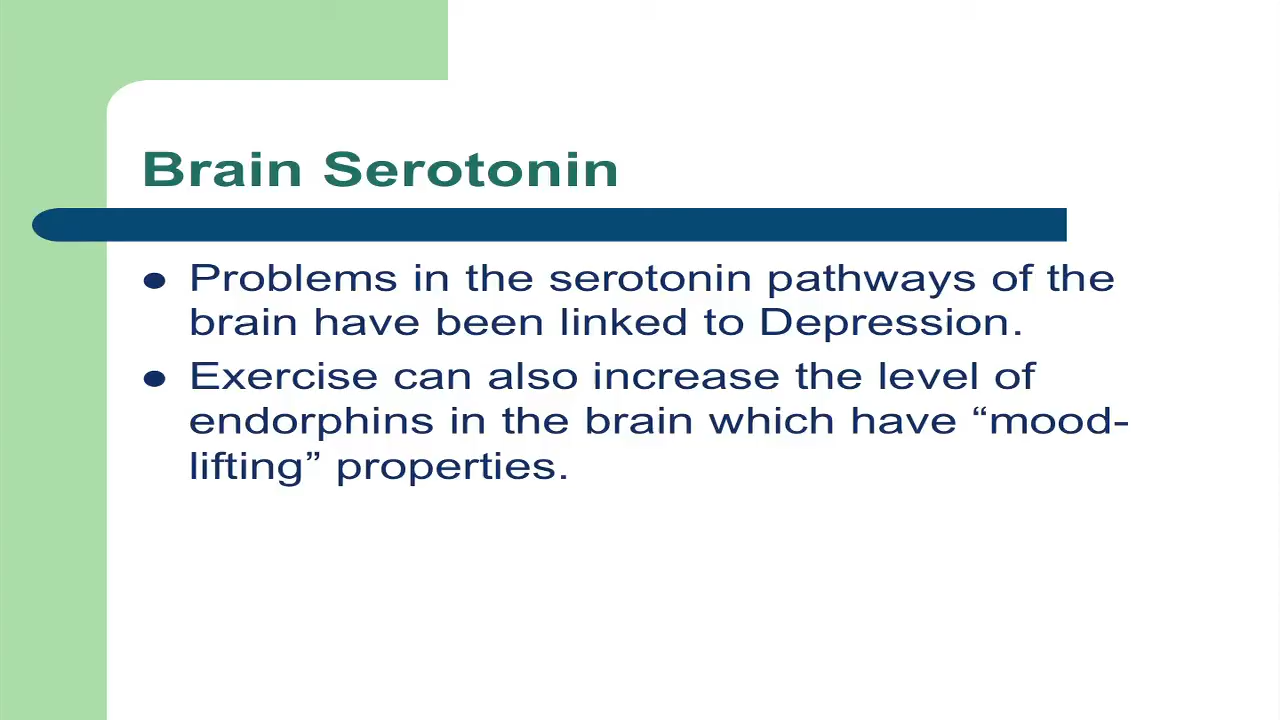 Brain Serotonin
● Problems in the serotonin pathways of the
brain have been linked to Depression.
● Exercise can also increase the level of
endorphins in the brain which have “mood-
lifting” properties.